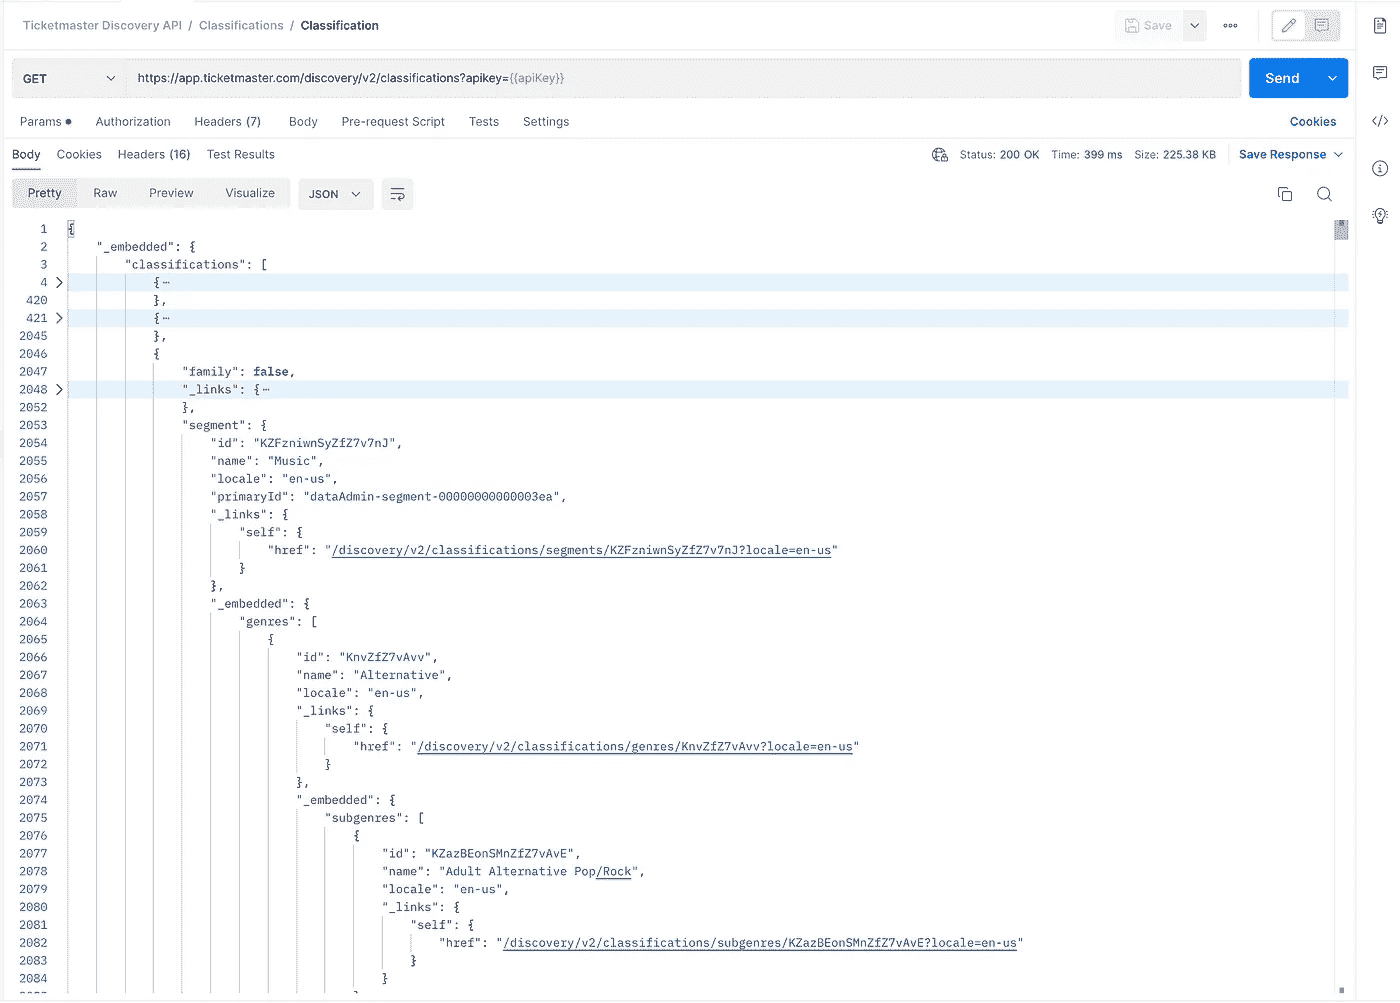 Ticketmaster Discovery API / Classifications / Classification
Save
GET https://app.ticketmaster.com/discovery/v2/classifications?apikey={{apiKey}} Send
Params Authorization Headers (7) Body Pre-request Script Tests Settings Cookies
Body Cookies Headers (16) Test Results Status: 200 OK Time: 399 ms Size: 225.38 KB Save Response
Pretty Raw Preview Visualize JSON
1 {
2 "_embedded": {
3 "classifications": [
4 {⋯
420 },
421 {⋯
2045 },
2046 {
2047 "family": false,
2048 "_links": {⋯
2052 },
2053 "segment": {
2054 "id": "KZFzniwnSyZfZ7v7nJ",
2055 "name": "Music",
2056 "locale": "en-us",
2057 "primaryId": "dataAdmin-segment-00000000000003ea",
2058 "_links": {
2059 "self": {
2060 "href": "/discovery/v2/classifications/segments/KZFzniwnSyZfZ7v7nJ?locale=en-us"
2061 }
2062 },
2063 "_embedded": {
2064 "genres": [
2065 {
2066 "id": "KnvZfZ7vAvv",
2067 "name": "Alternative",
2068 "locale": "en-us",
2069 "_links": {
2070 "self": {
2071 "href": "/discovery/v2/classifications/genres/KnvZfZ7vAvv?locale=en-us"
2072 }
2073 },
2074 "_embedded": {
2075 "subgenres": [
2076 {
2077 "id": "KZazBEonSMnZfZ7vAvE",
2078 "name": "Adult Alternative Pop/Rock",
2079 "locale": "en-us",
2080 "_links": {
2081 "self": {
2082 "href": "/discovery/v2/classifications/subgenres/KZazBEonSMnZfZ7vAvE?locale=en-us"
2083 }
2084 }